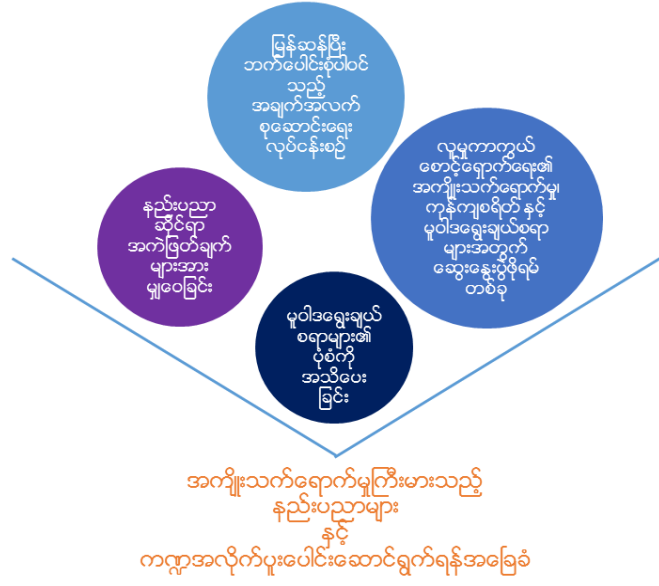 မြန်ဆန်ပြီး
ဘက်ပေါင်းစုံပါဝင်
သည့်
အချက်အလက်
စုဆောင်းရေး
လုပ်ငန်းစဉ်
လူမှုကာကွယ်
စောင့်ရှောက်ရေး၏
အကျိုးသက်ရောက်မှု၊
ကုန်ကျစရိတ် နှင့်
မူဝါဒရွေးချယ်စရာ
များအတွက်
ဆွေးနွေးပွဲဖိုရမ်
တစ်ခု
နည်းပညာ
ဆိုင်ရာ
အကဲဖြတ်ချက်
များအား
မျှဝေခြင်း
မူဝါဒရွေးချယ်
စရာများ၏
ပုံစံကို
အသိပေး
ခြင်း
အကျိုးသက်ရောက်မှုကြီးမားသည့်
နည်းပညာများ
နှင့်
ကဏ္ဍအလိုက်ပူးပေါင်းဆောင်ရွက်ရန်အခြေခံ